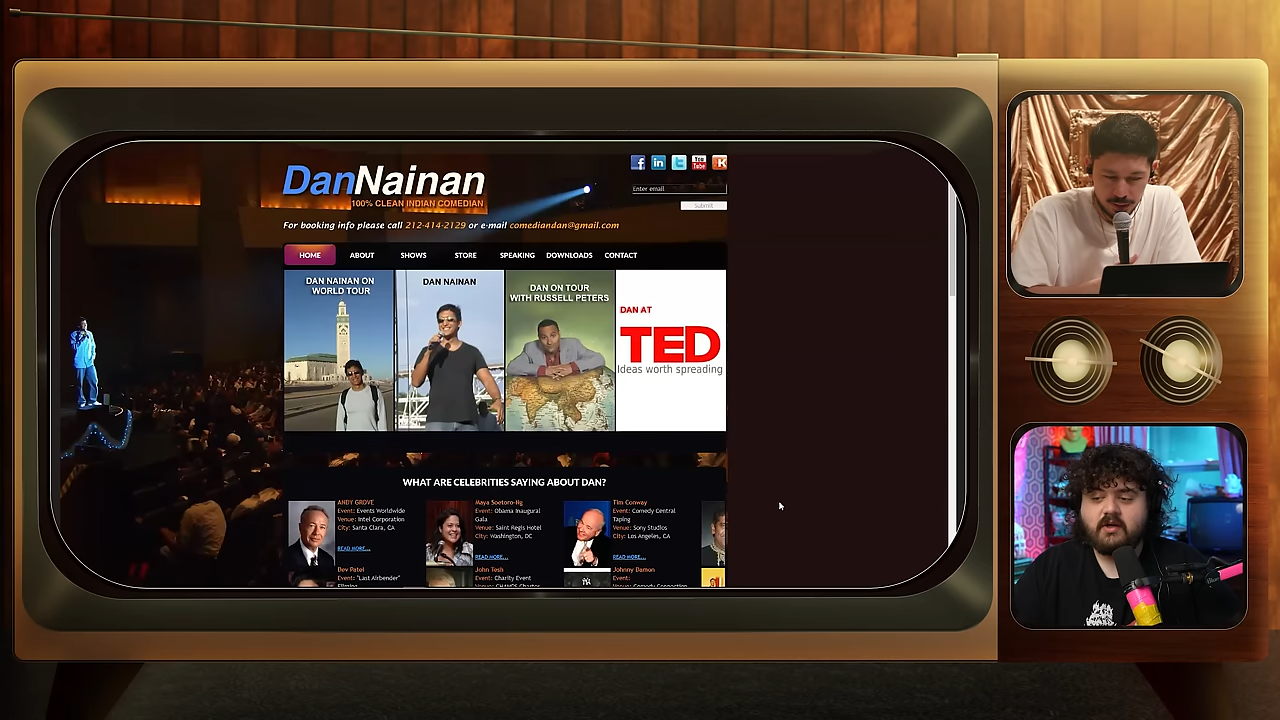 DanNainan
100% CLEAN INDIAN COMEDIAN
Enter email
Submit
For booking info please call 212-414-2129 or e-mail comediandan@gmail.com
HOME ABOUT SHOWS STORE SPEAKING DOWNLOADS CONTACT
DAN NAINAN ON
WORLD TOUR
DAN NAINAN
DAN ON TOUR
WITH RUSSELL PETERS
DAN AT
TED
Ideas worth spreading
WHAT ARE CELEBRITIES SAYING ABOUT DAN?
ANDY GROVE
Event: Events Worldwide
Venue: Intel Corporation
City: Santa Clara, CA
READ MORE...
Maya Soetoro-Ng
Event: Obama Inaugural
Gala
Venue: Saint Regis Hotel
City: Washington, DC
READ MORE...
Tim Conway
Event: Comedy Central
Taping
Venue: Sony Studios
City: Los Angeles, CA
READ MORE...
Dev Patel
Event: "Last Airbender"
John Tesh
Event: Charity Event
Johnny Damon
Event: